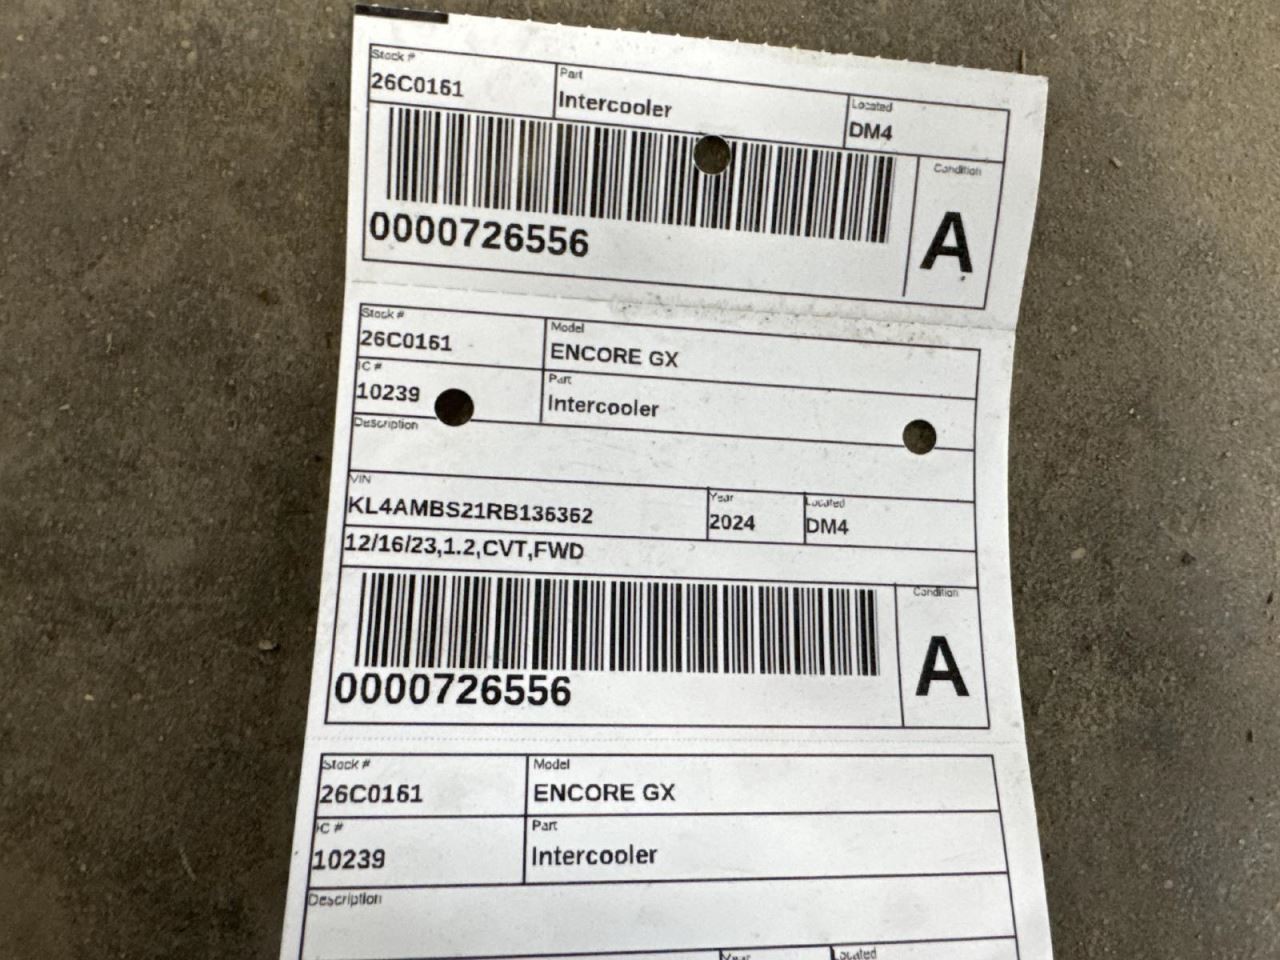 Stock #
26C0161
Part
Intercooler
Located
DM4
Condition
A
0000726556
Stock #
26C0161
Model
ENCORE GX
IC #
10239
Part
Intercooler
Description
VIN
KL4AMBS21RB136362
Year
2024
Located
DM4
12/16/23,1.2,CVT,FWD
Condition
A
0000726556
Stock #
26C0161
Model
ENCORE GX
IC #
10239
Part
Intercooler
Description
Year
Located